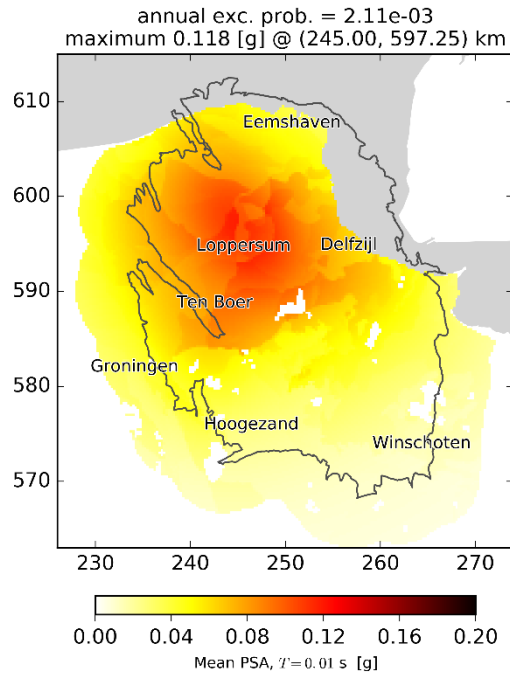 annual exc. prob. = 2.11e-03
maximum 0.118 [g] @ (245.00, 597.25) km
610
Eemshaven
600
Loppersum Delfzijl
590
Ten Boer
Groningen
580
Hoogezand
Winschoten
570
230 240 250 260 270
0.00 0.04 0.08 0.12 0.16 0.20
Mean PSA, T = 0.01 s [g]